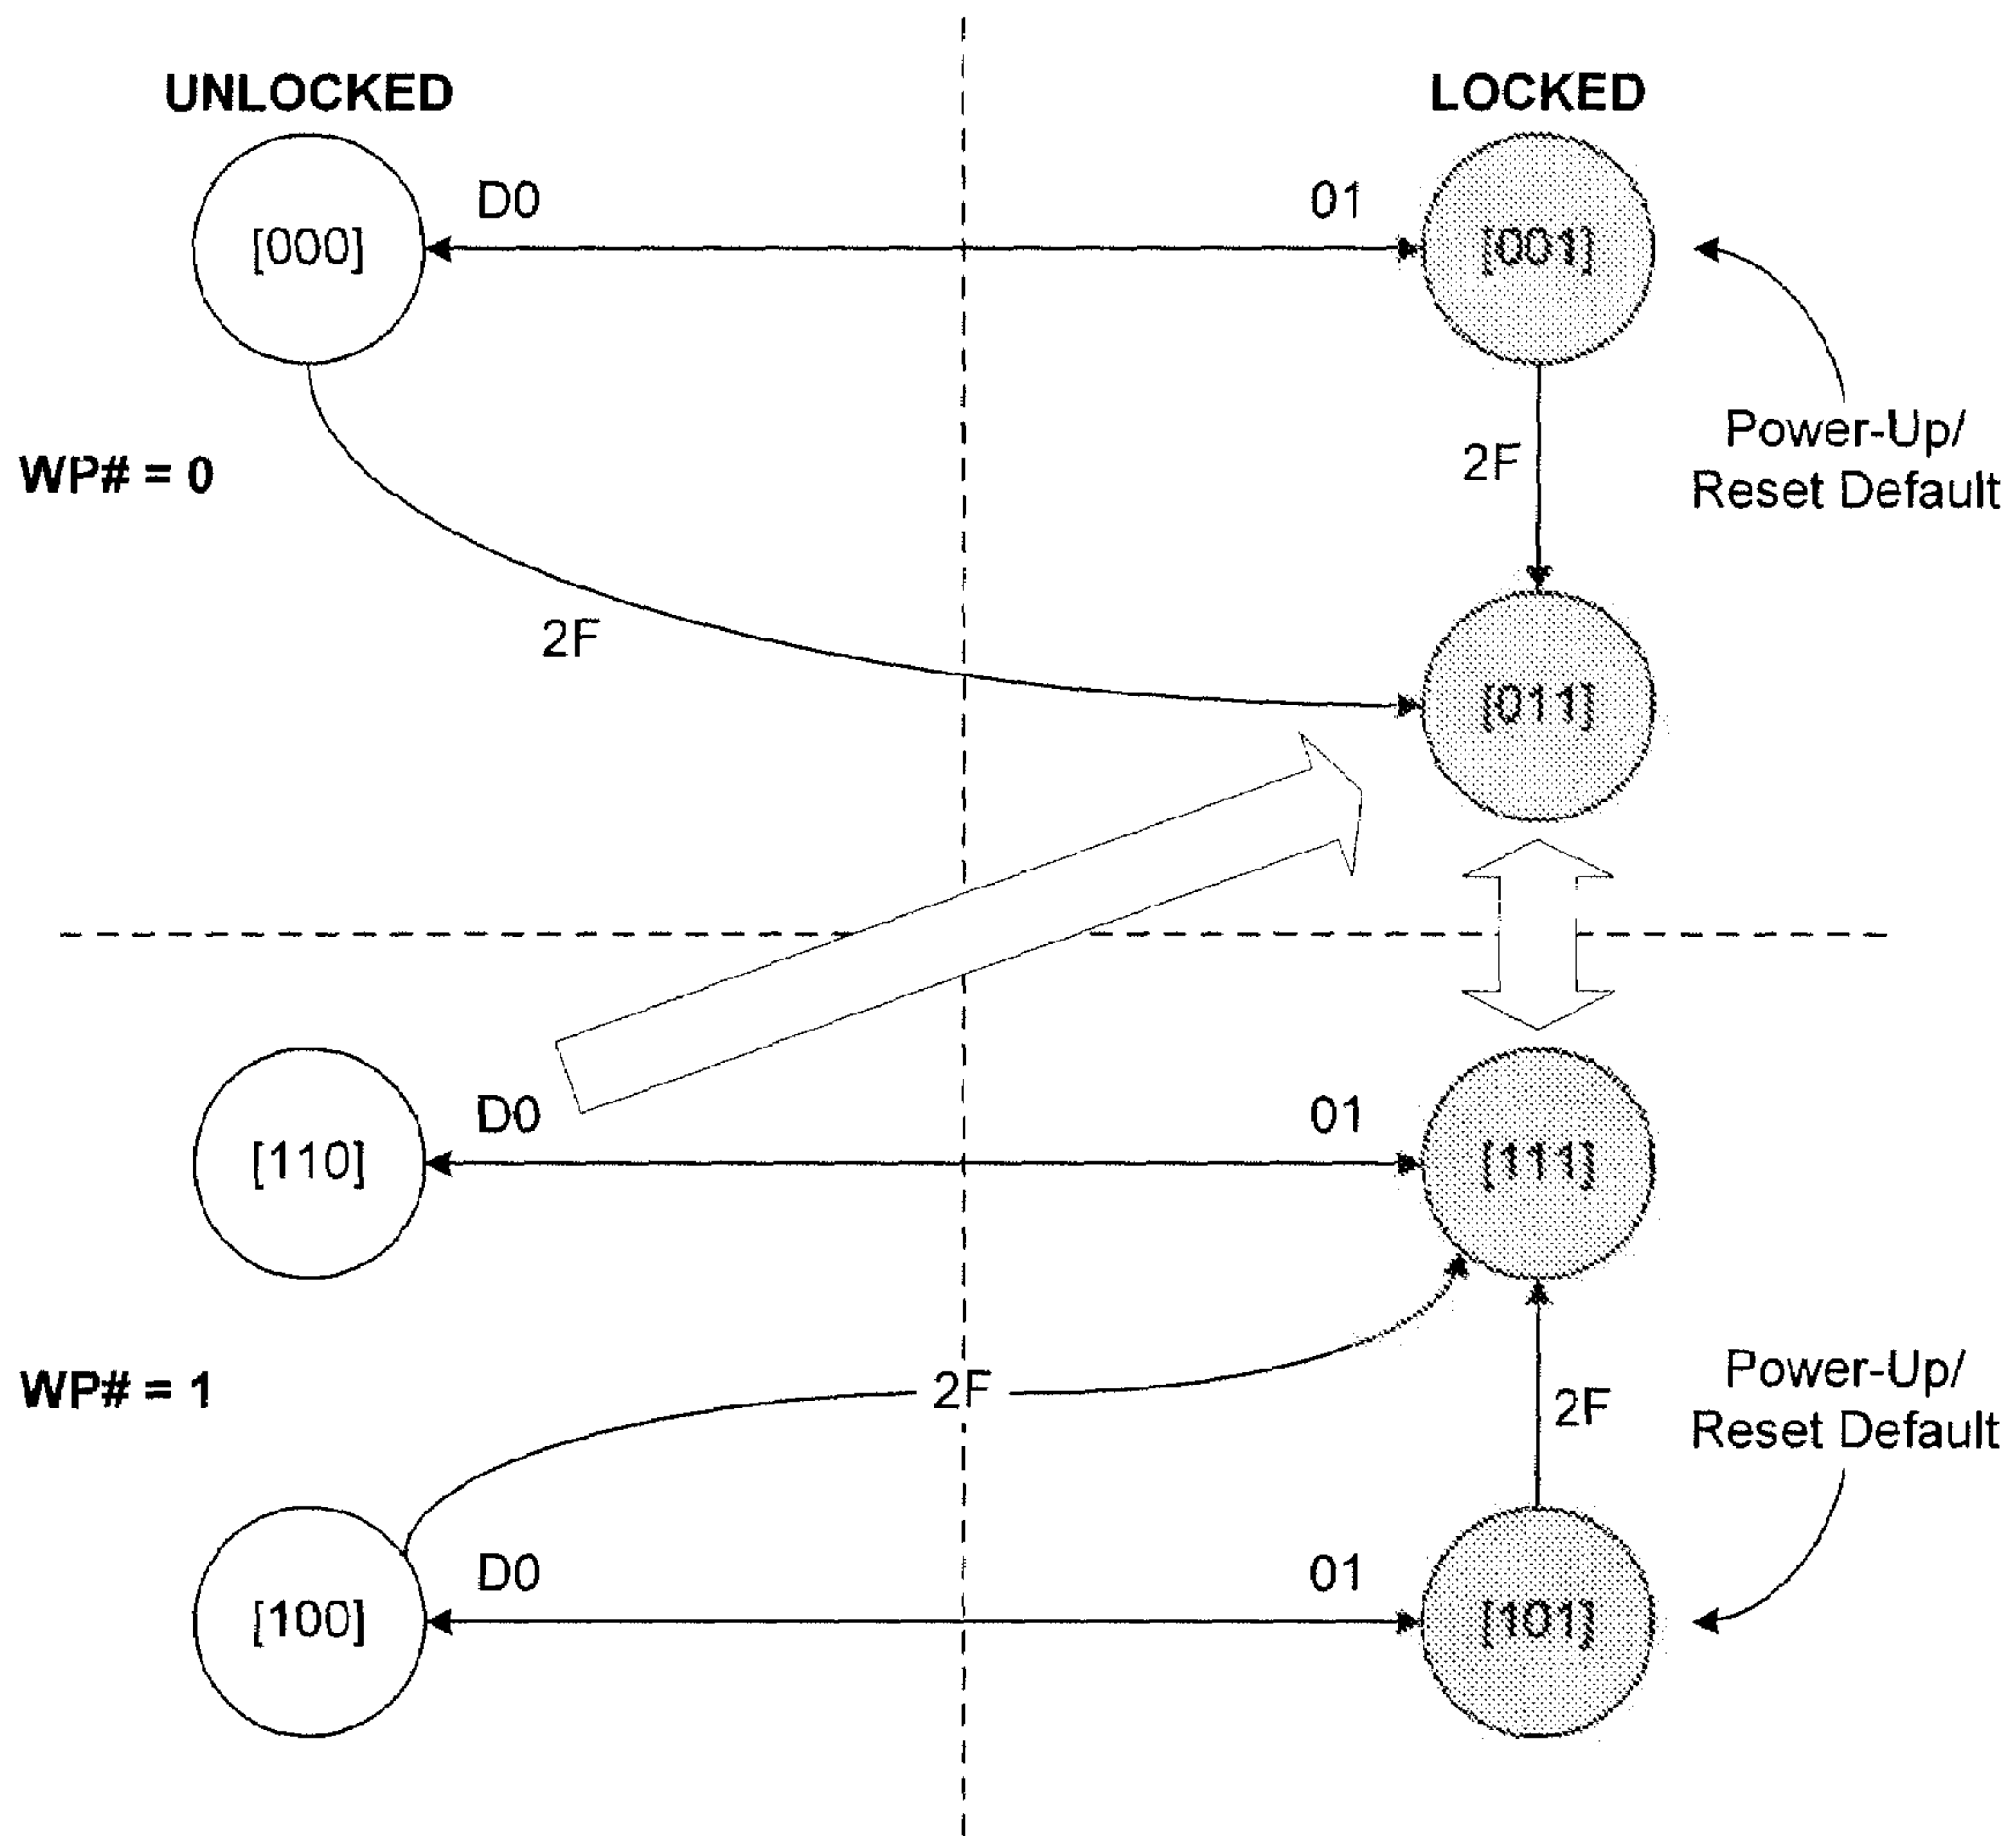 UNLOCKED
LOCKED
D0
01
[000]
[001]
Power-Up/
Reset Default
WP# = 0
2F
2F
[011]
D0
01
[110]
[111]
WP# = 1
2F
2F
Power-Up/
Reset Default
D0
01
[100]
[101]